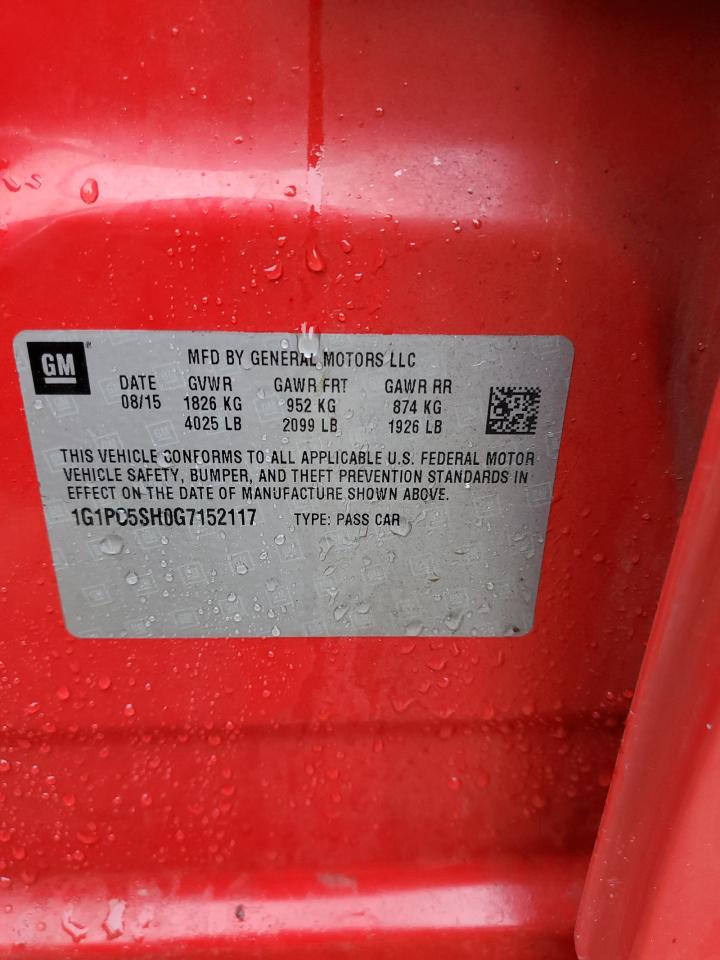 GM
MFD BY GENERAL MOTORS LLC
DATE GVWR GAWR FRT GAWR RR
08/15 1826 KG 952 KG 874 KG
4025 LB 2099 LB 1926 LB
THIS VEHICLE CONFORMS TO ALL APPLICABLE U.S. FEDERAL MOTOR
VEHICLE SAFETY, BUMPER, AND THEFT PREVENTION STANDARDS IN
EFFECT ON THE DATE OF MANUFACTURE SHOWN ABOVE.
1G1PC5SH0G7152117 TYPE: PASS CAR